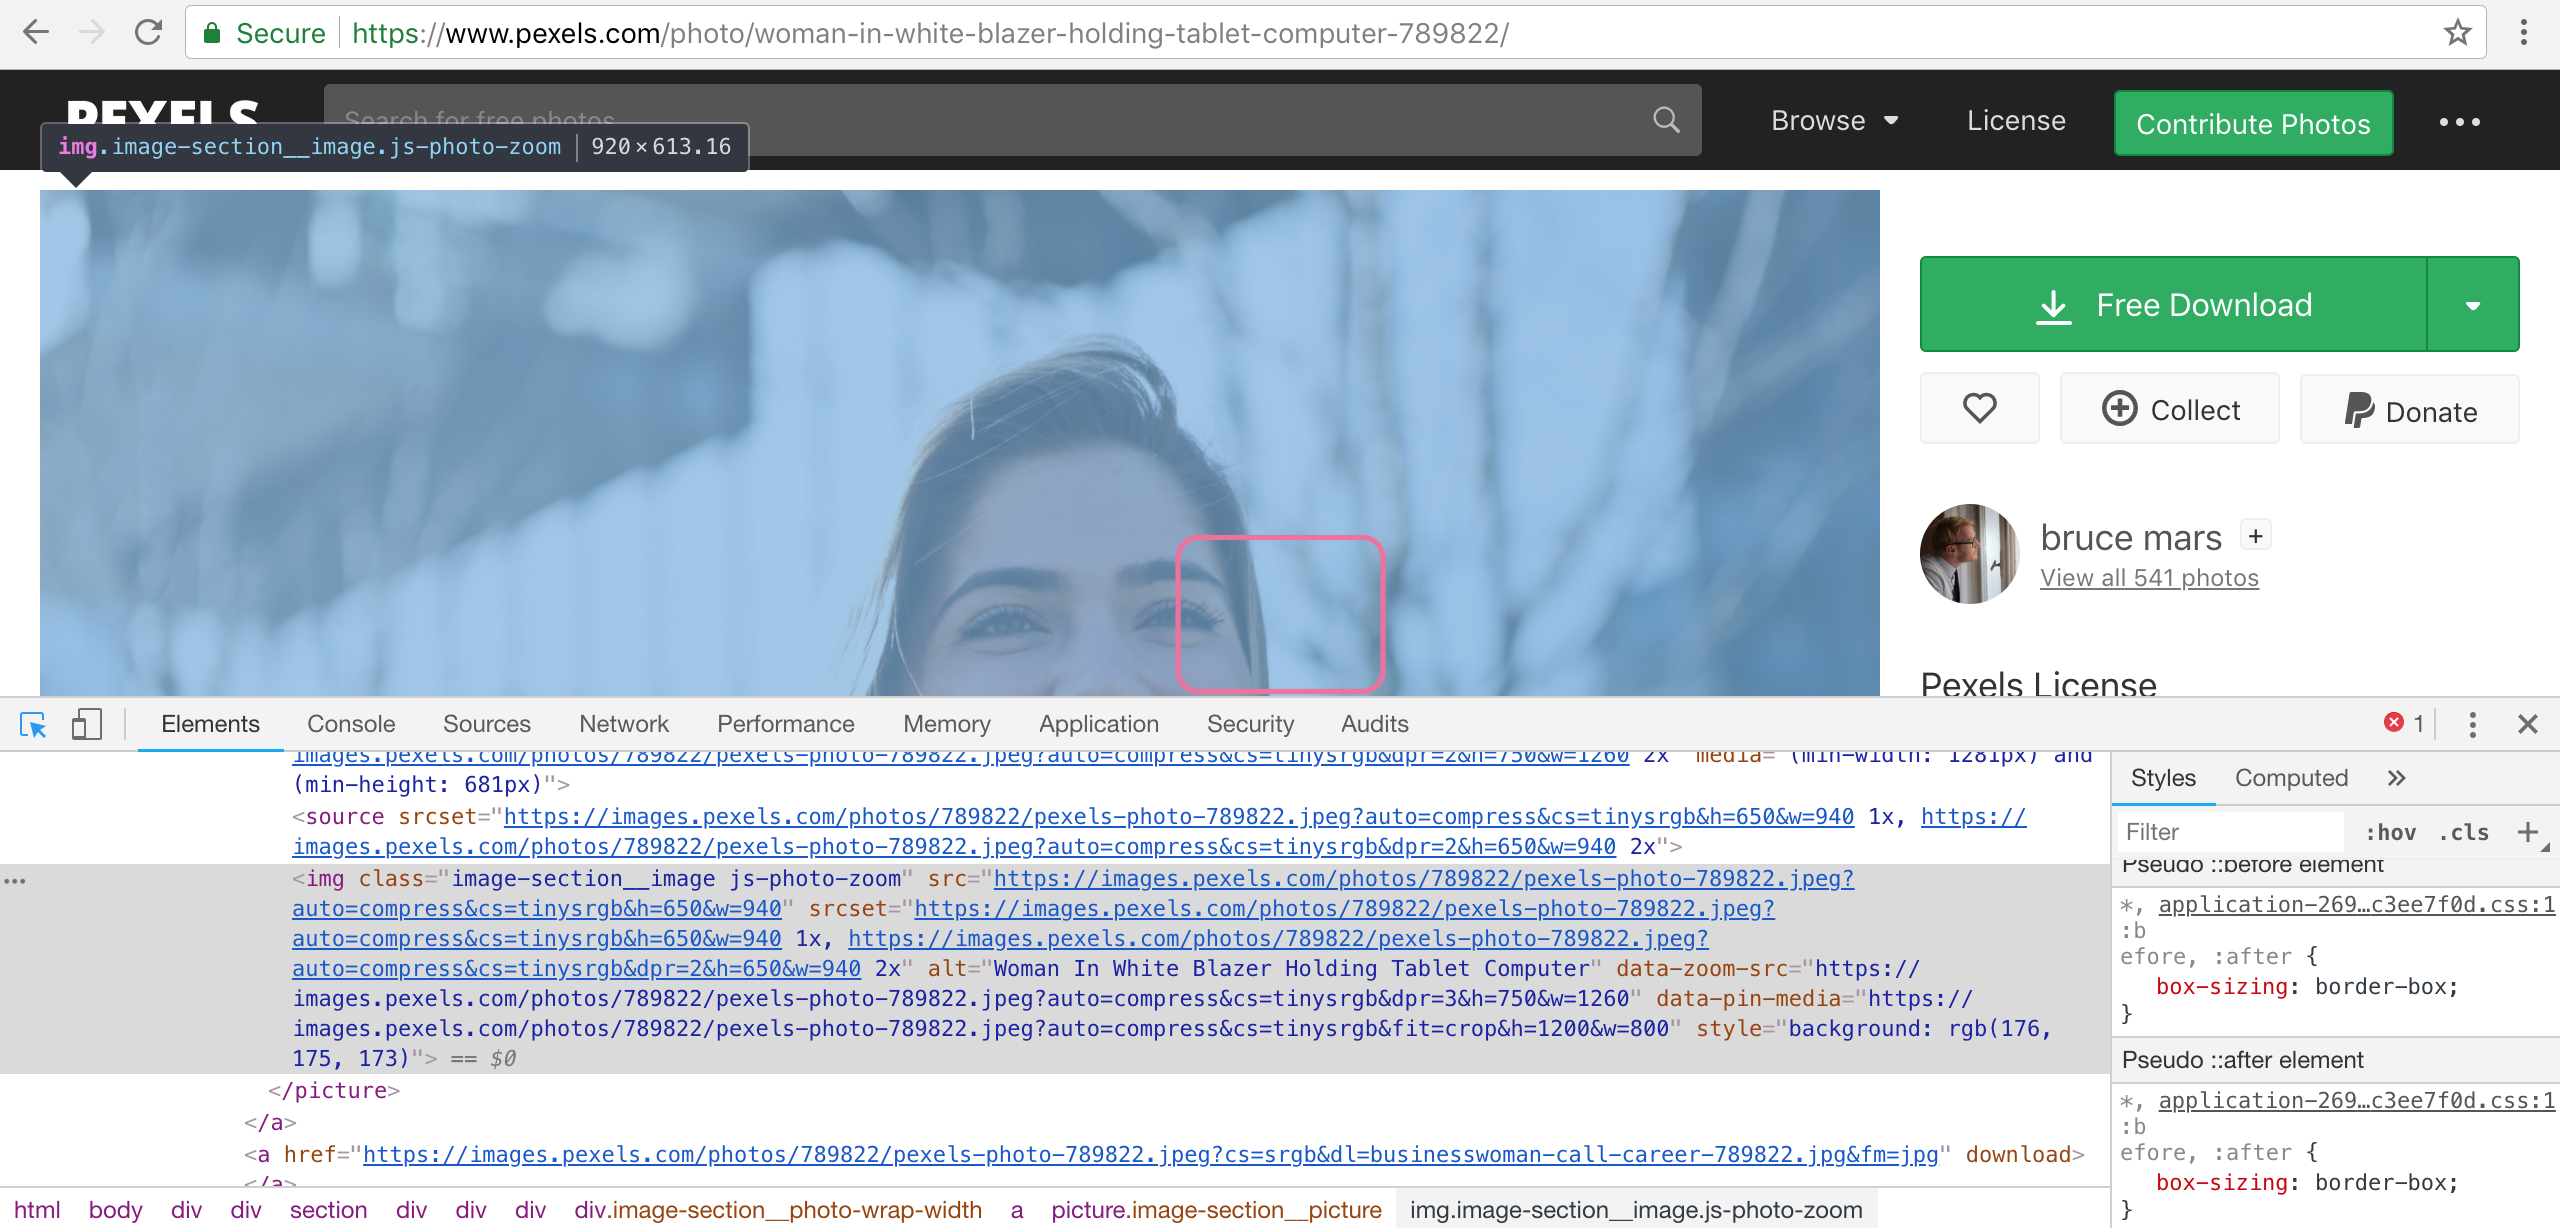 Secure https://www.pexels.com/photo/woman-in-white-blazer-holding-tablet-computer-789822/
PEXELS
Search for free photos
Browse
License
Contribute Photos
img.image-section__image.js-photo-zoom 920×613.16
Free Download
Collect
Donate
bruce mars +
View all 541 photos
Pexels License
Elements Console Sources Network Performance Memory Application Security Audits 1
images.pexels.com/photos/789822/pexels-photo-789822.jpeg?auto=compress&cs=tinysrgb&dpr=2&h=750&w=1260 2x" media="(min-width: 1281px) and
(min-height: 681px)">
<source srcset="https://images.pexels.com/photos/789822/pexels-photo-789822.jpeg?auto=compress&cs=tinysrgb&h=650&w=940 1x, https://
images.pexels.com/photos/789822/pexels-photo-789822.jpeg?auto=compress&cs=tinysrgb&dpr=2&h=650&w=940 2x">
<img class="image-section__image js-photo-zoom" src="https://images.pexels.com/photos/789822/pexels-photo-789822.jpeg?
auto=compress&cs=tinysrgb&h=650&w=940" srcset="https://images.pexels.com/photos/789822/pexels-photo-789822.jpeg?
auto=compress&cs=tinysrgb&h=650&w=940 1x, https://images.pexels.com/photos/789822/pexels-photo-789822.jpeg?
auto=compress&cs=tinysrgb&dpr=2&h=650&w=940 2x" alt="Woman In White Blazer Holding Tablet Computer" data-zoom-src="https://
images.pexels.com/photos/789822/pexels-photo-789822.jpeg?auto=compress&cs=tinysrgb&dpr=3&h=750&w=1260" data-pin-media="https://
images.pexels.com/photos/789822/pexels-photo-789822.jpeg?auto=compress&cs=tinysrgb&fit=crop&h=1200&w=800" style="background: rgb(176,
175, 173)"> == $0
</picture>
</a>
<a href="https://images.pexels.com/photos/789822/pexels-photo-789822.jpeg?cs=srgb&dl=businesswoman-call-career-789822.jpg&fm=jpg" download>
</a>
html body div div section div div div div.image-section__photo-wrap-width a picture.image-section__picture img.image-section__image.js-photo-zoom
Styles Computed »
Filter :hov .cls +
Pseudo ::before element
*, application-269…c3ee7f0d.css:1
:b
efore, :after {
box-sizing: border-box;
}
Pseudo ::after element
*, application-269…c3ee7f0d.css:1
:b
efore, :after {
box-sizing: border-box;
}